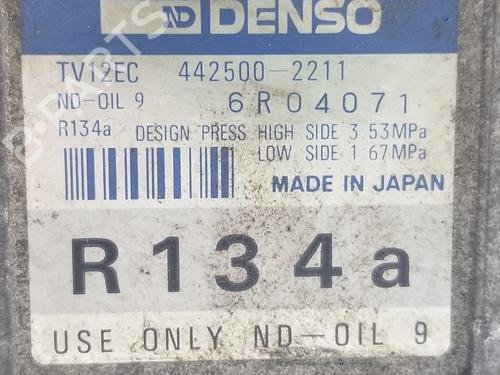 ND DENSO
TV12EC 442500-2211
ND-OIL 9 6R04071
R134a DESIGN PRESS HIGH SIDE 3.53MPa
LOW SIDE 1.67MPa
MADE IN JAPAN
R134a
USE ONLY ND-OIL 9